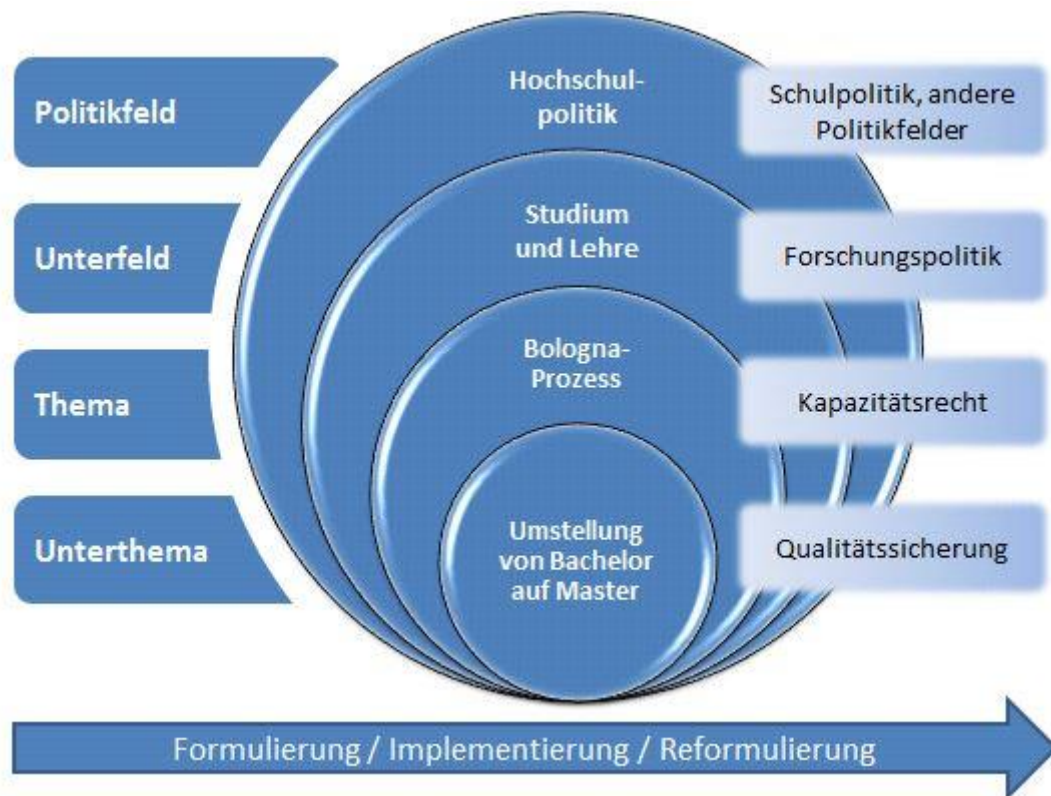 Politikfeld
Hochschul-
politik
Schulpolitik, andere
Politikfelder
Unterfeld
Studium
und Lehre
Forschungspolitik
Thema
Bologna-
Prozess
Kapazitätsrecht
Unterthema
Umstellung
von Bachelor
auf Master
Qualitätssicherung
Formulierung / Implementierung / Reformulierung